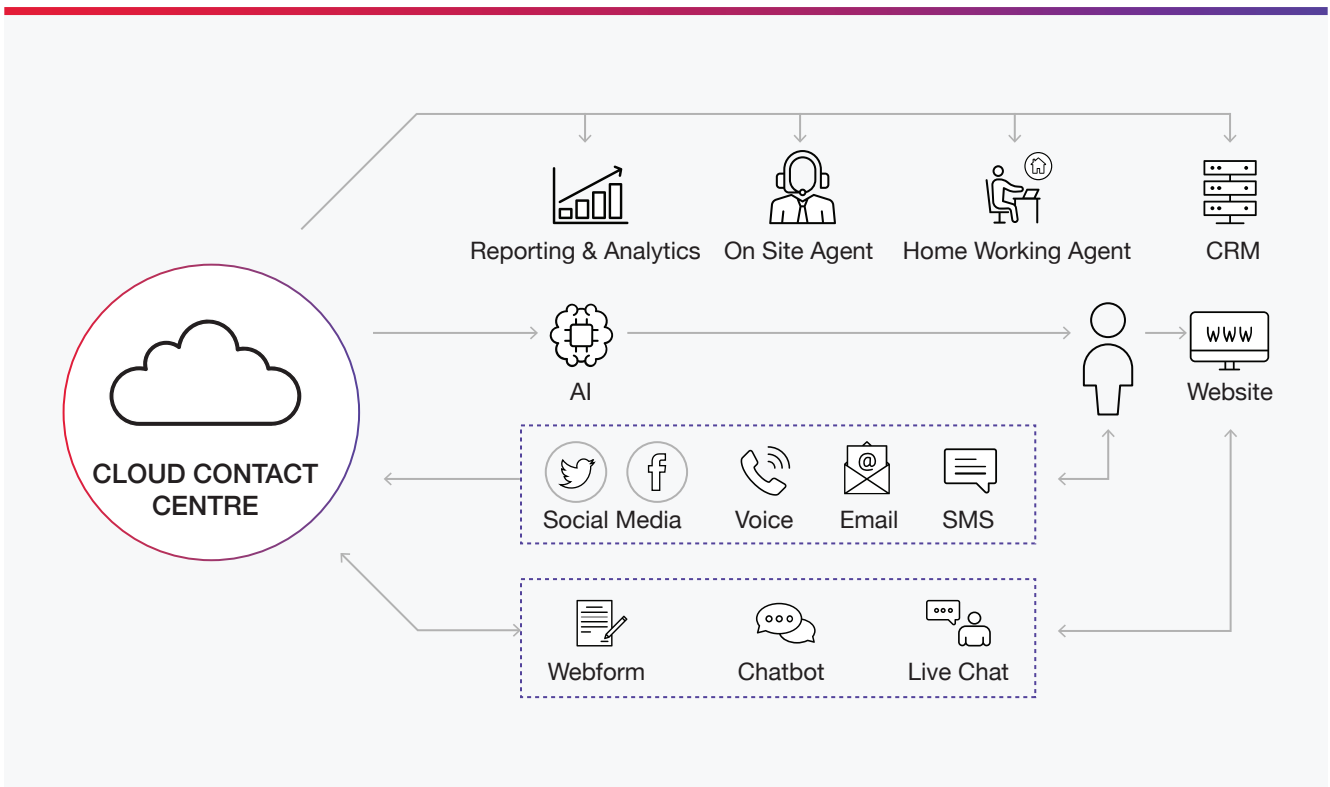 Reporting & Analytics
On Site Agent
Home Working Agent
CRM
WWW
AI
Website
CLOUD CONTACT
CENTRE
@
f
Social Media
Voice
Email
SMS
Webform
Chatbot
Live Chat